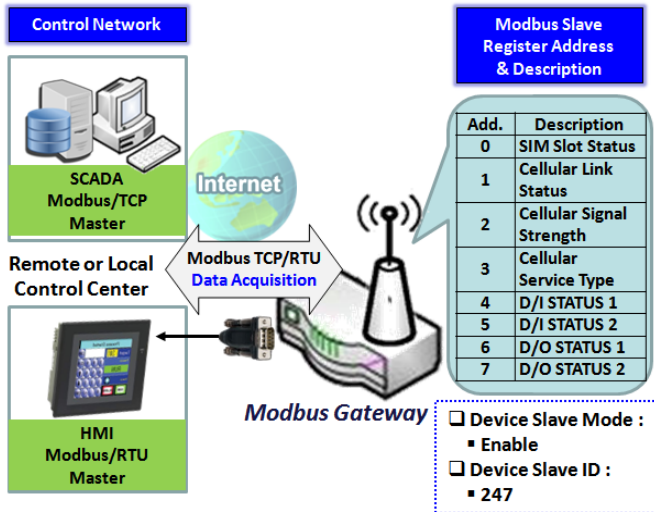 Control Network
SCADA
Modbus/TCP
Master
Internet
Modbus TCP/RTU
Data Acquisition
Remote or Local
Control Center
HMI
Modbus/RTU
Master
Modbus Gateway
Modbus Slave
Register Address
& Description
Add. Description
0 SIM Slot Status
1 Cellular Link
Status
2 Cellular Signal
Strength
3 Cellular
Service Type
4 D/I STATUS 1
5 D/I STATUS 2
6 D/O STATUS 1
7 D/O STATUS 2
❑ Device Slave Mode :
▪ Enable
❑ Device Slave ID :
▪ 247